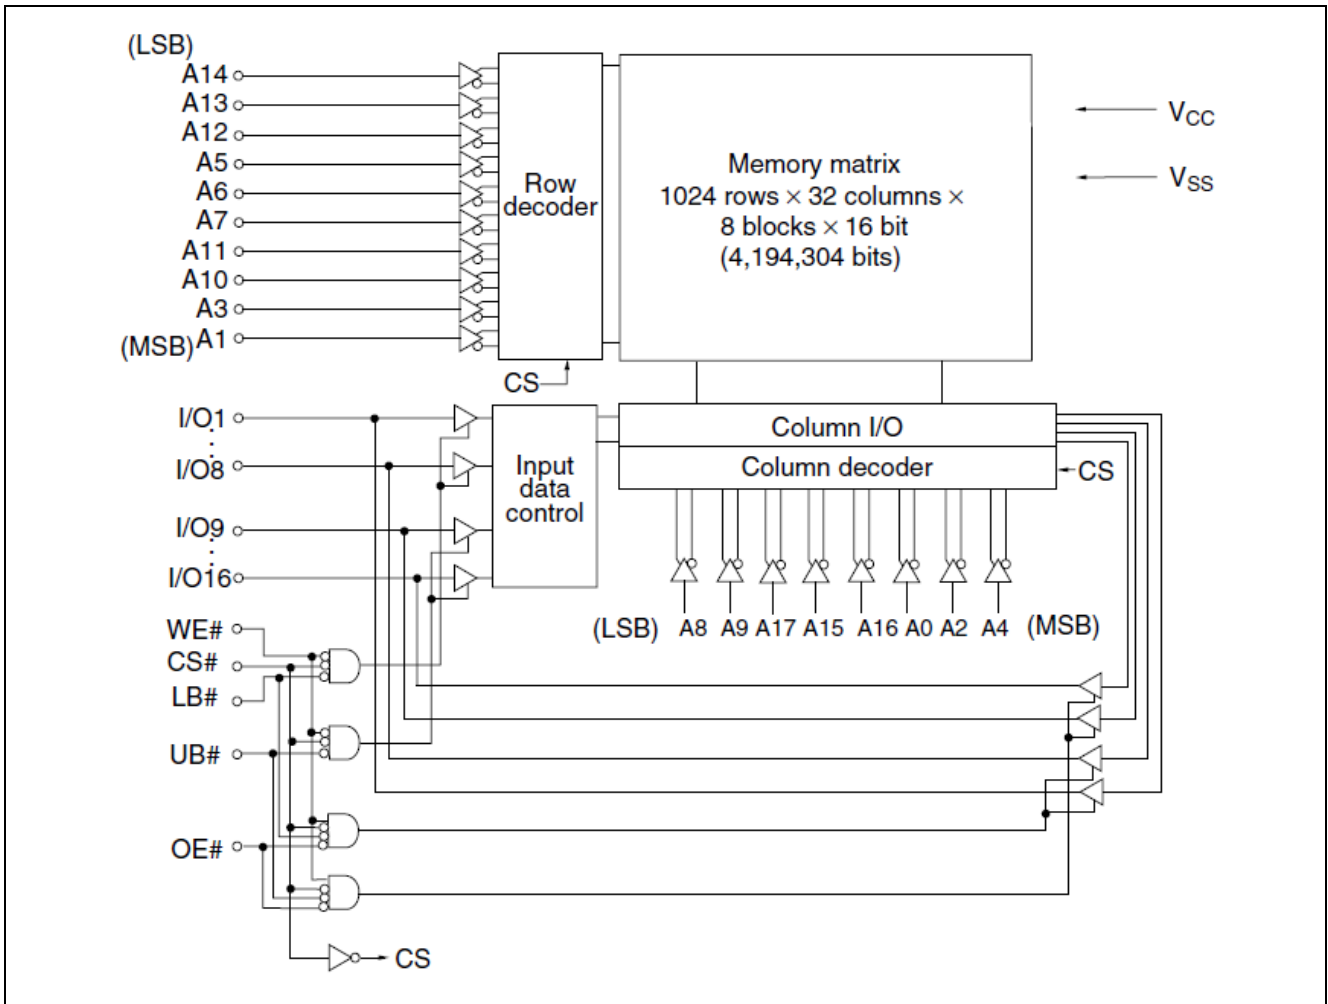 (LSB)
A14
A13
A12
A5
A6
A7
A11
A10
A3
(MSB) A1
Row
decoder
CS
Memory matrix
1024 rows × 32 columns ×
8 blocks × 16 bit
(4,194,304 bits)
VCC
VSS
I/O1
I/O8
I/O9
I/O16
Input
data
control
Column I/O
Column decoder
CS
(LSB) A8 A9 A17 A15 A16 A0 A2 A4 (MSB)
WE#
CS#
LB#
UB#
OE#
CS